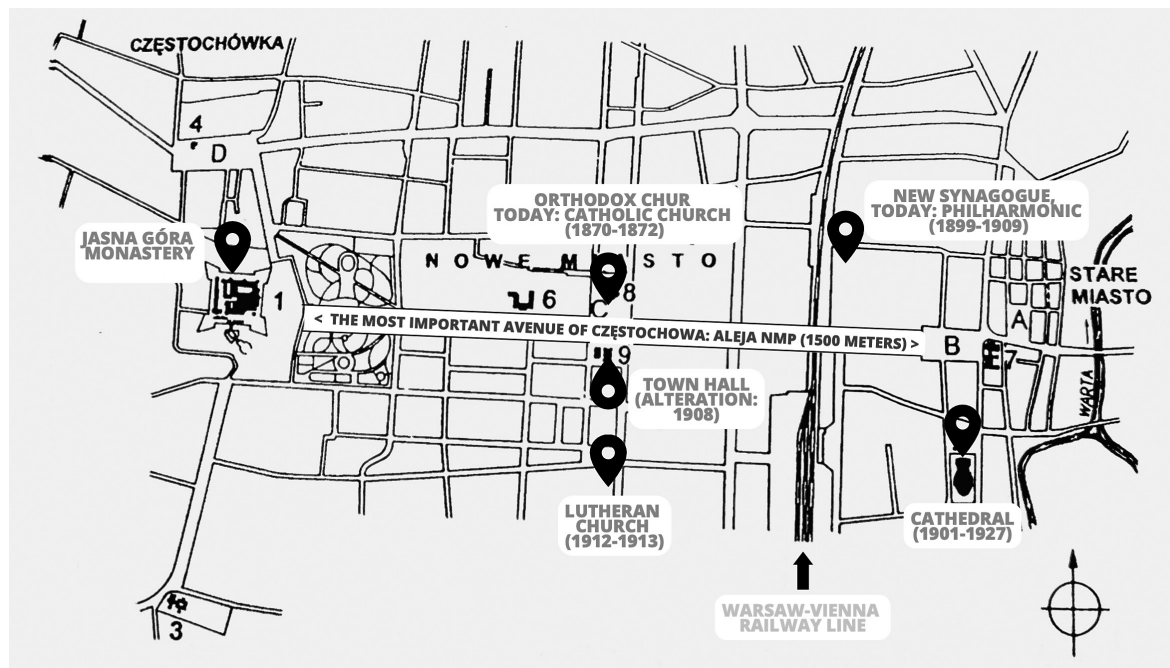 CZĘSTOCHÓWKA
4
D
ORTHODOX CHUR
TODAY: CATHOLIC CHURCH
(1870-1872)
NEW SYNAGOGUE,
TODAY: PHILHARMONIC
(1899-1909)
JASNA GÓRA
MONASTERY
NOWE MIASTO
STARE
MIASTO
1
6
8
C
A
< THE MOST IMPORTANT AVENUE OF CZĘSTOCHOWA: ALEJA NMP (1500 METERS) >
B
7
9
TOWN HALL
(ALTERATION:
1908)
WARTA
LUTHERAN
CHURCH
(1912-1913)
CATHEDRAL
(1901-1927)
WARSAW-VIENNA
RAILWAY LINE
3